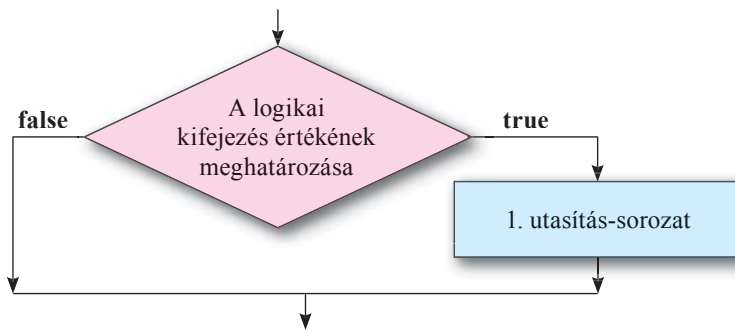 A logikai
kifejezés értékének
meghatározása
false
true
1. utasítás-sorozat